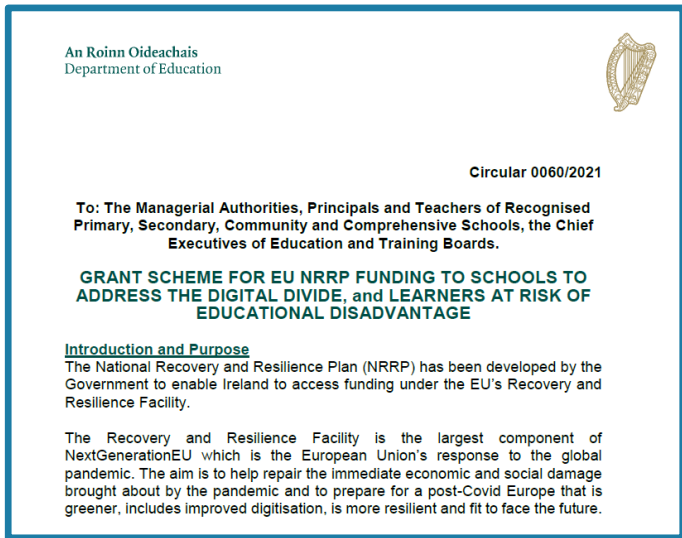 An Roinn Oideachais
Department of Education
Circular 0060/2021
To: The Managerial Authorities, Principals and Teachers of Recognised
Primary, Secondary, Community and Comprehensive Schools, the Chief
Executives of Education and Training Boards.
GRANT SCHEME FOR EU NRRP FUNDING TO SCHOOLS TO
ADDRESS THE DIGITAL DIVIDE, and LEARNERS AT RISK OF
EDUCATIONAL DISADVANTAGE
Introduction and Purpose
The National Recovery and Resilience Plan (NRRP) has been developed by the
Government to enable Ireland to access funding under the EU's Recovery and
Resilience Facility.
The Recovery and Resilience Facility is the largest component of
NextGenerationEU which is the European Union's response to the global
pandemic. The aim is to help repair the immediate economic and social damage
brought about by the pandemic and to prepare for a post-Covid Europe that is
greener, includes improved digitisation, is more resilient and fit to face the future.